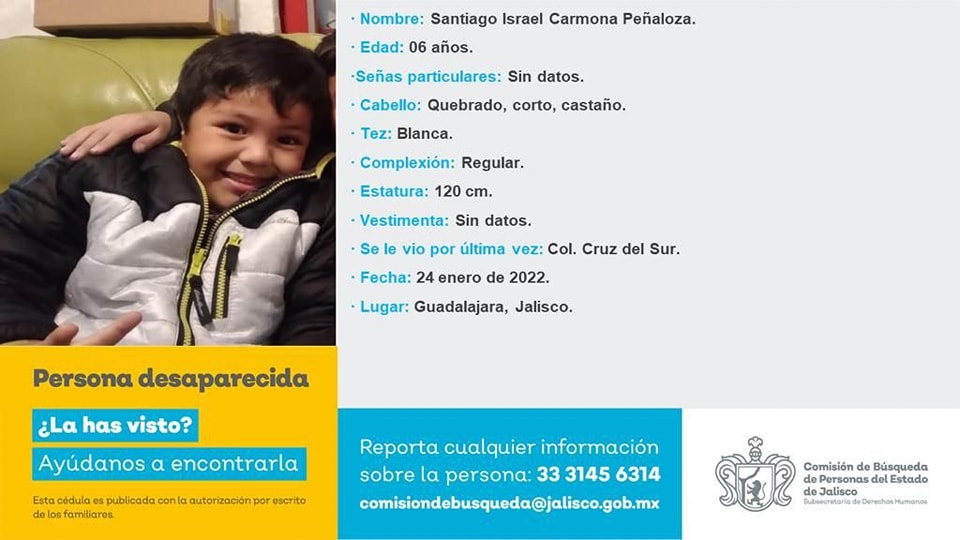 · Nombre: Santiago Israel Carmona Peñaloza.
· Edad: 06 años.
·Señas particulares: Sin datos.
· Cabello: Quebrado, corto, castaño.
· Tez: Blanca.
· Complexión: Regular.
· Estatura: 120 cm.
· Vestimenta: Sin datos.
· Se le vio por última vez: Col. Cruz del Sur.
· Fecha: 24 enero de 2022.
· Lugar: Guadalajara, Jalisco.
Persona desaparecida
¿La has visto?
Ayúdanos a encontrarla
Esta cédula es publicada con la autorización por escrito
de los familiares.
Reporta cualquier información
sobre la persona: 33 3145 6314
comisiondebusqueda@jalisco.gob.mx
Comisión de Búsqueda
de Personas del Estado
de Jalisco
Subsecretaría de Derechos Humanos